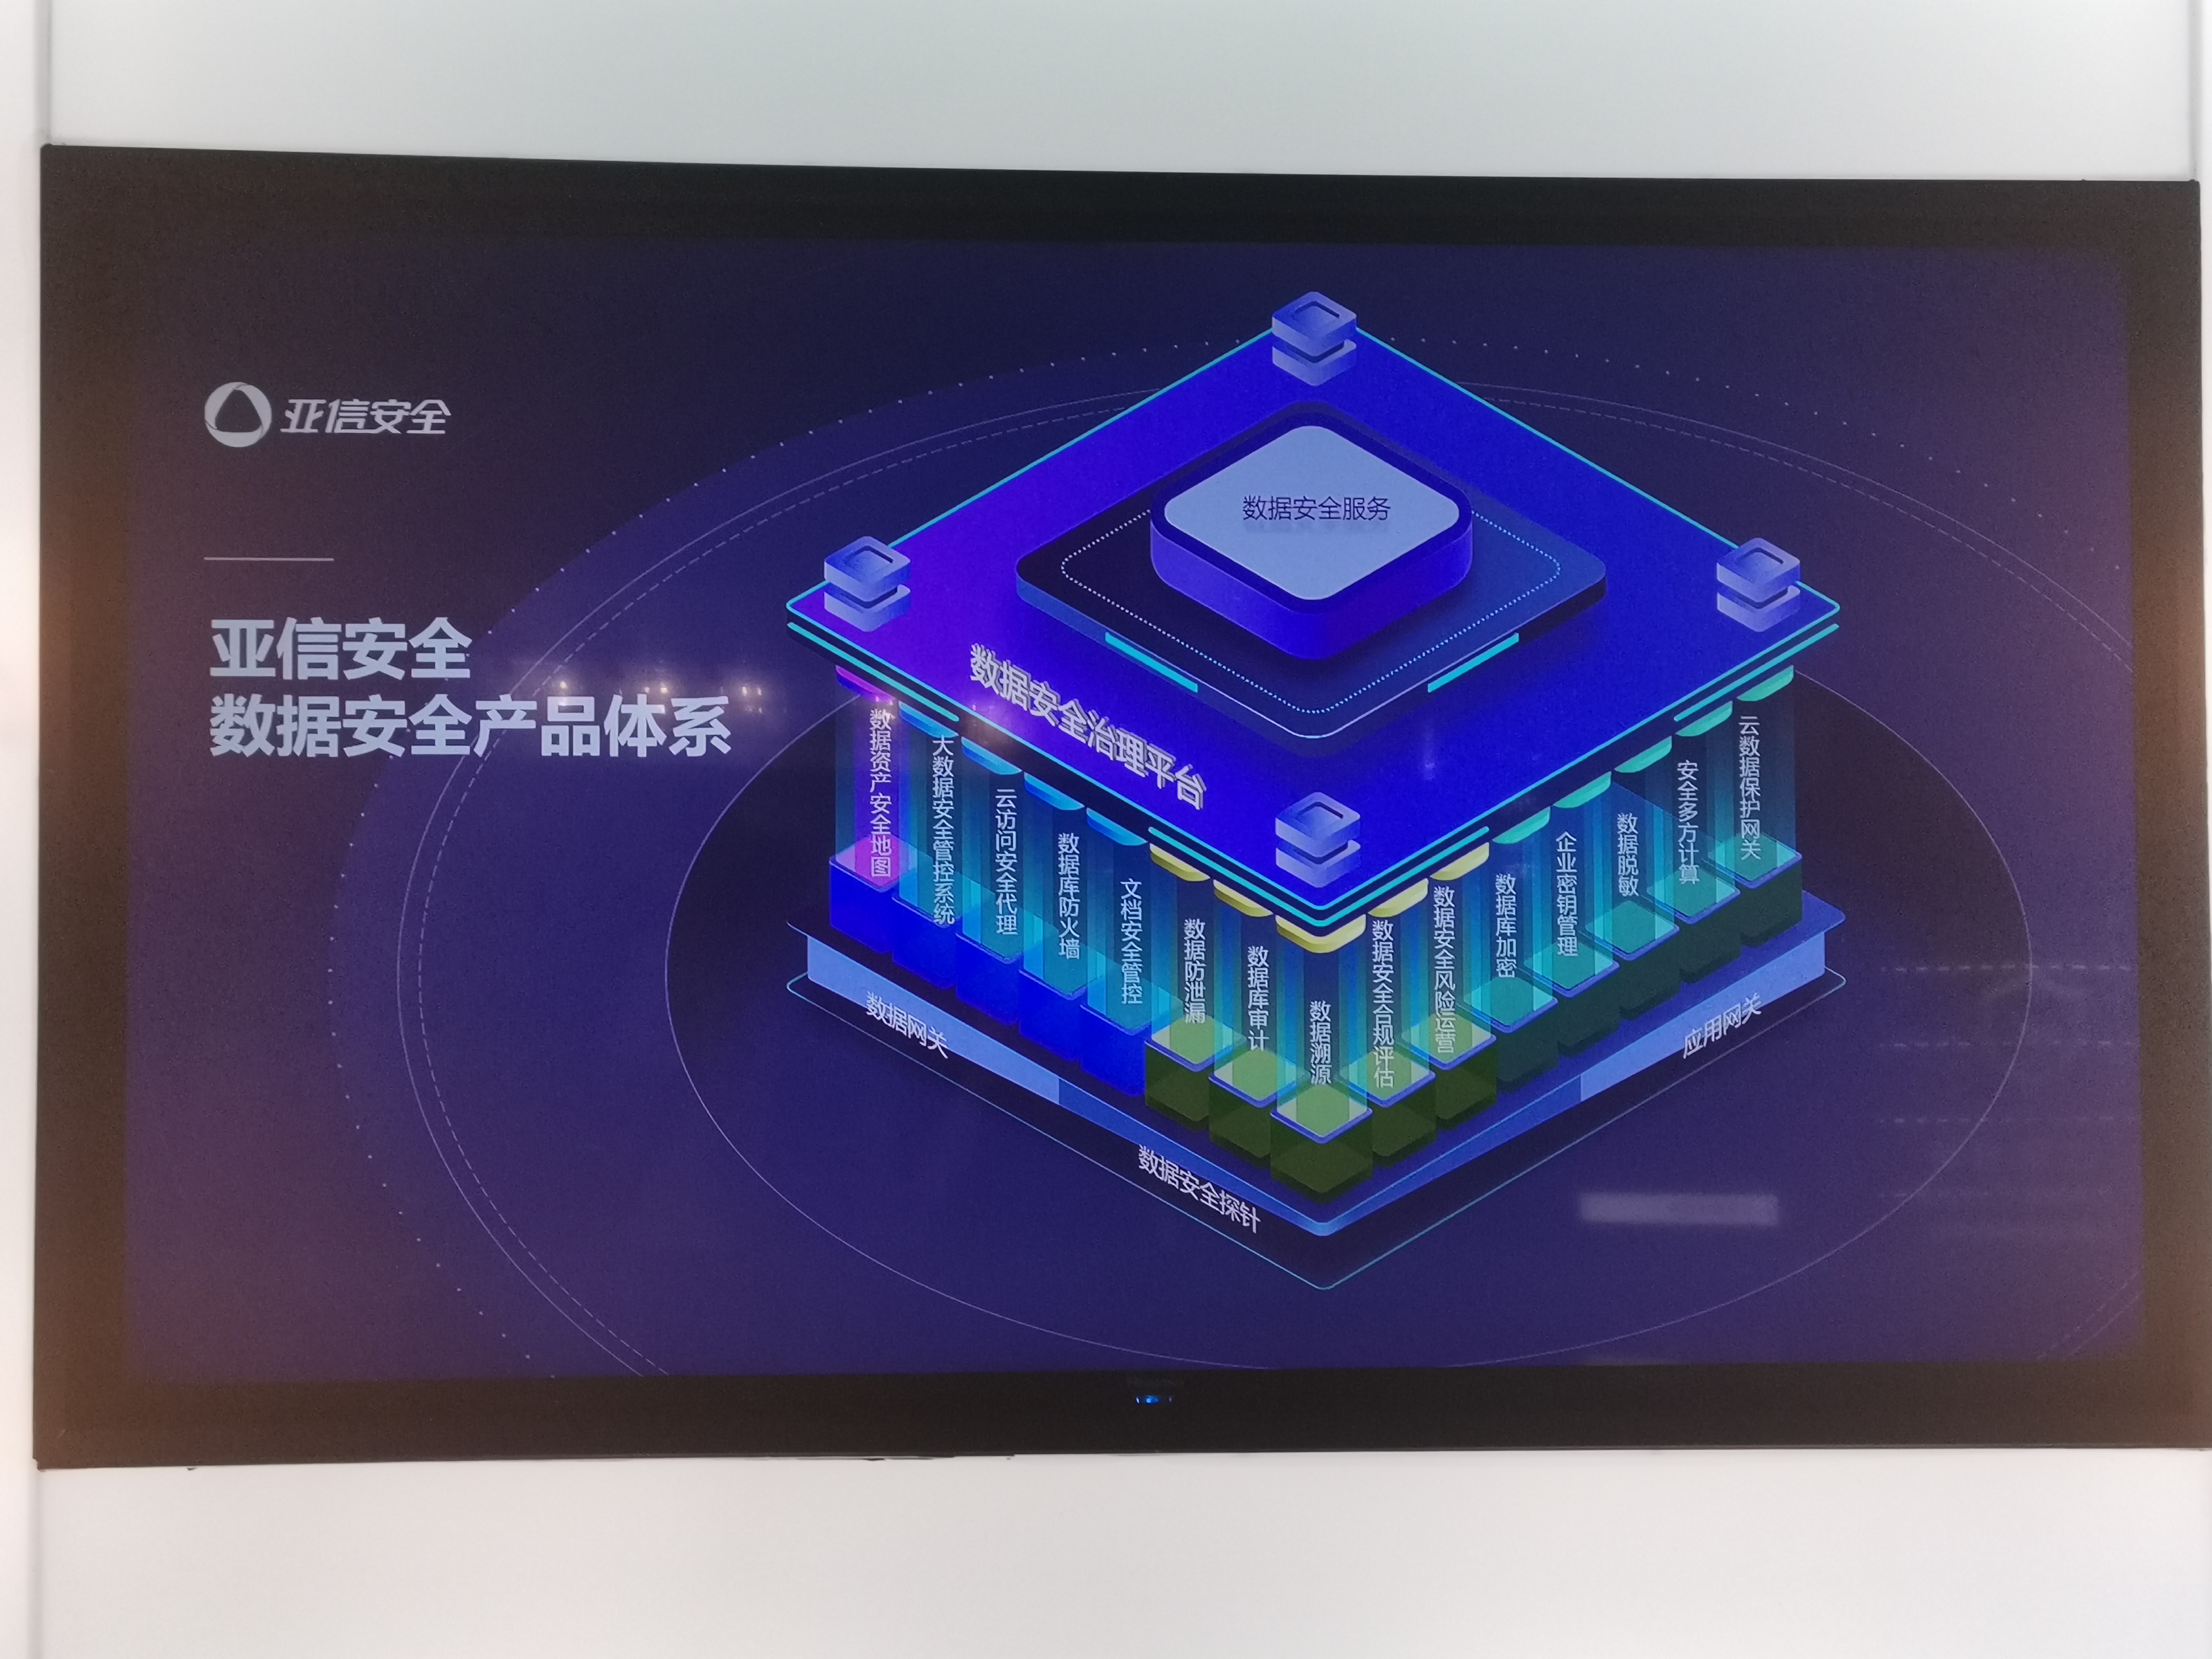 亚信安全
亚信安全
数据安全产品体系
数据安全服务
数据安全治理平台
数据资产安全地图
大数据安全管控系统
云访问安全代理
数据库防火墙
文档安全管控
数据防泄漏
数据库审计
数据溯源
数据安全合规评估
数据安全风险运营
数据库加密
企业密钥管理
数据脱敏
安全多方计算
云数据保护网关
数据网关
数据安全探针
应用网关